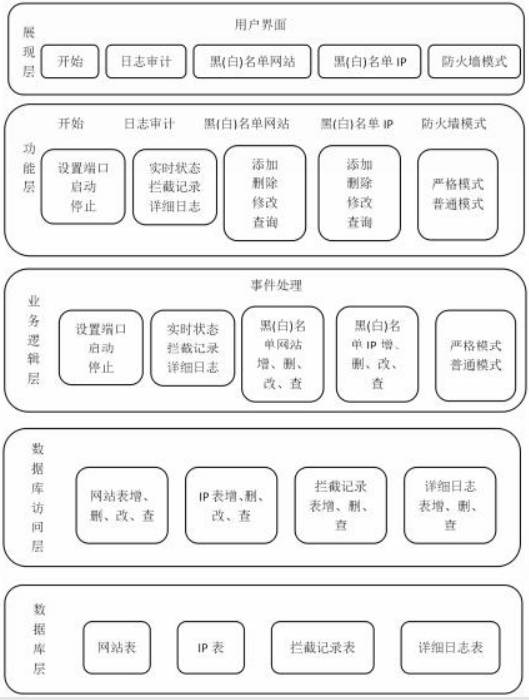 展现层
用户界面
开始
日志审计
黑(白)名单网站
黑(白)名单 IP
防火墙模式
功能层
开始
日志审计
黑(白)名单网站
黑(白)名单 IP
防火墙模式
设置端口
启动
停止
实时状态
拦截记录
详细日志
添加
删除
修改
查询
添加
删除
修改
查询
严格模式
普通模式
业务逻辑层
事件处理
设置端口
启动
停止
实时状态
拦截记录
详细日志
黑(白)名
单网站
增、删、
改、查
黑(白)名
单 IP 增、
删、改、
查
严格模式
普通模式
数据库访问层
网站表增、
删、改、查
IP 表增、删、
改、查
拦截记录
表增、删、
查
详细日志
表增、删、
查
数据库层
网站表
IP 表
拦截记录表
详细日志表